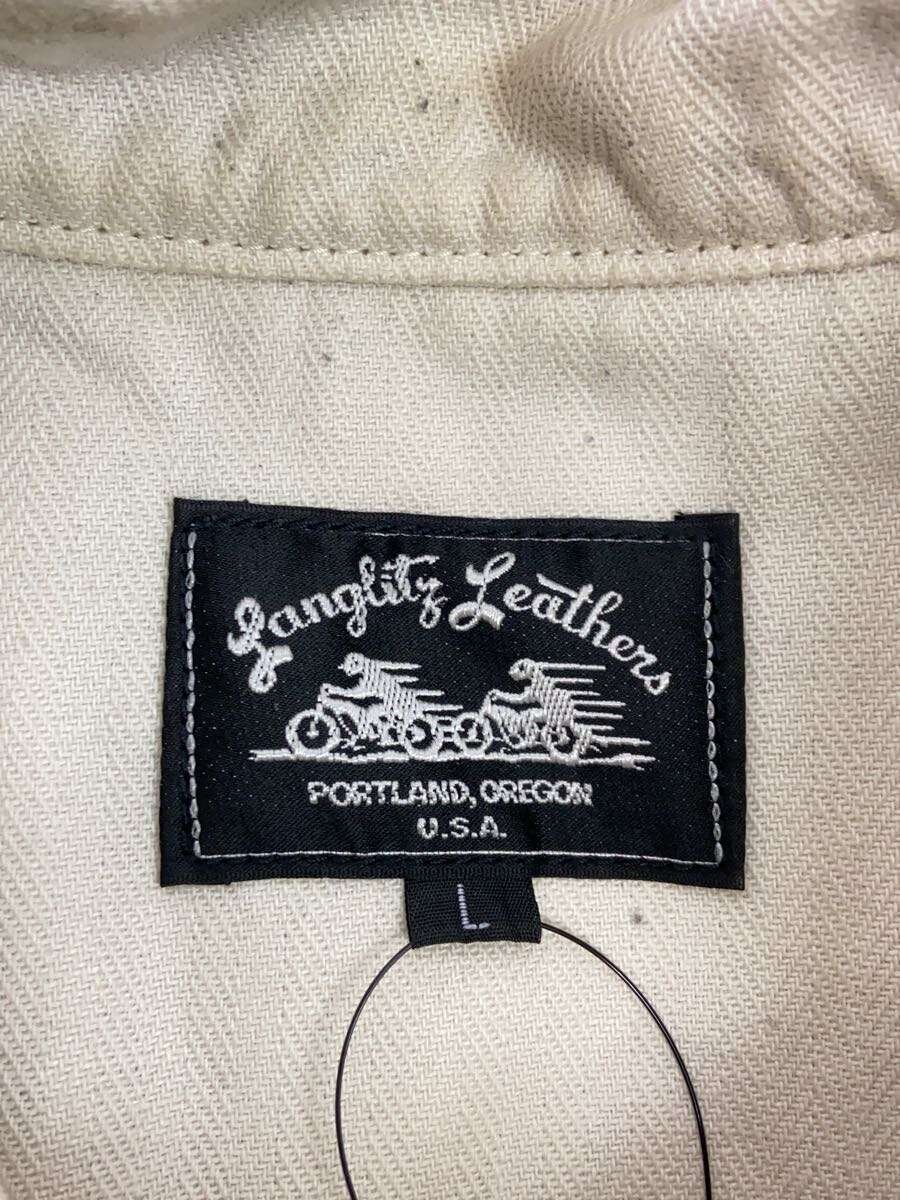 Langlitz Leathers
PORTLAND, OREGON
U.S.A.
L